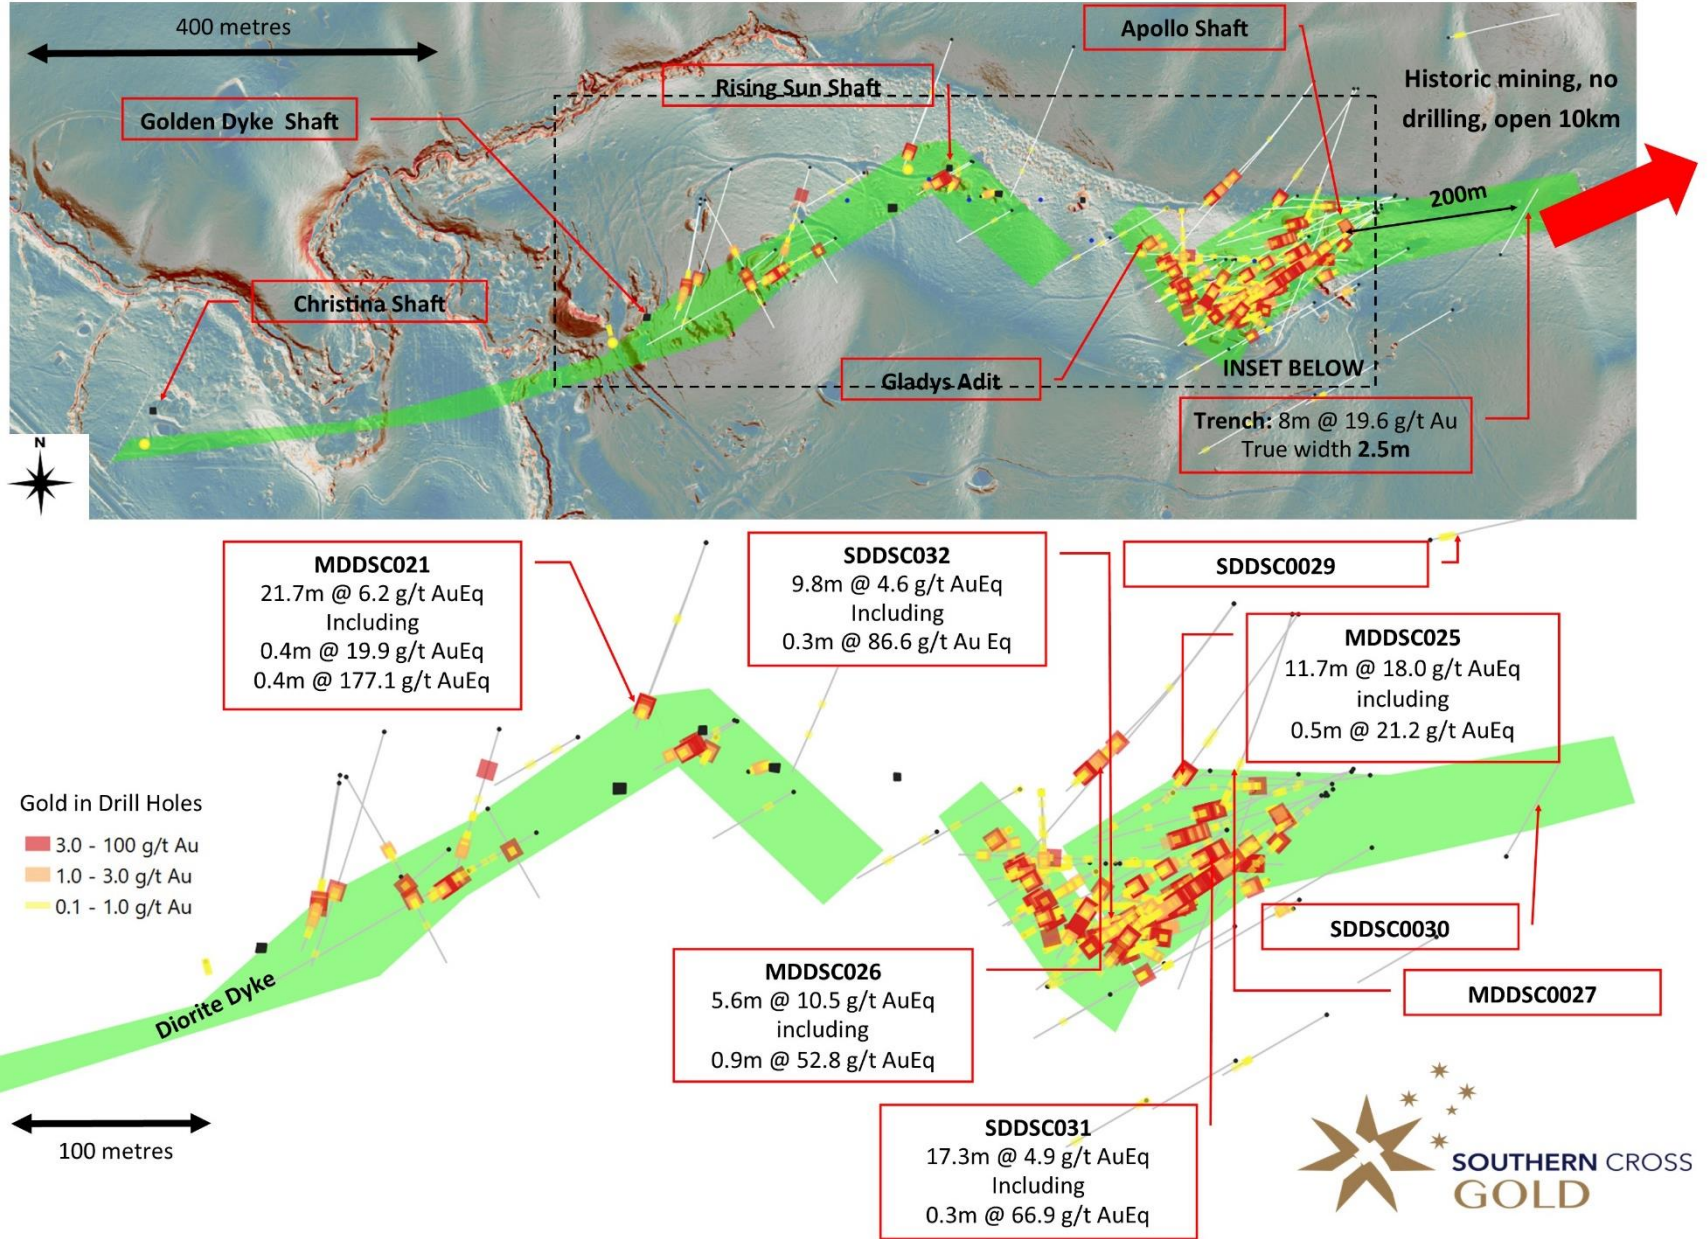 400 metres
Apollo Shaft
Rising Sun Shaft
Historic mining, no
drilling, open 10km
Golden Dyke Shaft
200m
Christina Shaft
Gladys Adit
INSET BELOW
Trench: 8m @ 19.6 g/t Au
True width 2.5m
N
MDDSC021
21.7m @ 6.2 g/t AuEq
Including
0.4m @ 19.9 g/t AuEq
0.4m @ 177.1 g/t AuEq
SDDSC032
9.8m @ 4.6 g/t AuEq
Including
0.3m @ 86.6 g/t Au Eq
SDDSC0029
MDDSC025
11.7m @ 18.0 g/t AuEq
including
0.5m @ 21.2 g/t AuEq
Gold in Drill Holes
3.0 - 100 g/t Au
1.0 - 3.0 g/t Au
0.1 - 1.0 g/t Au
SDDSC0030
MDDSC026
5.6m @ 10.5 g/t AuEq
including
0.9m @ 52.8 g/t AuEq
MDDSC0027
Diorite Dyke
100 metres
SDDSC031
17.3m @ 4.9 g/t AuEq
Including
0.3m @ 66.9 g/t AuEq
SOUTHERN CROSS
GOLD